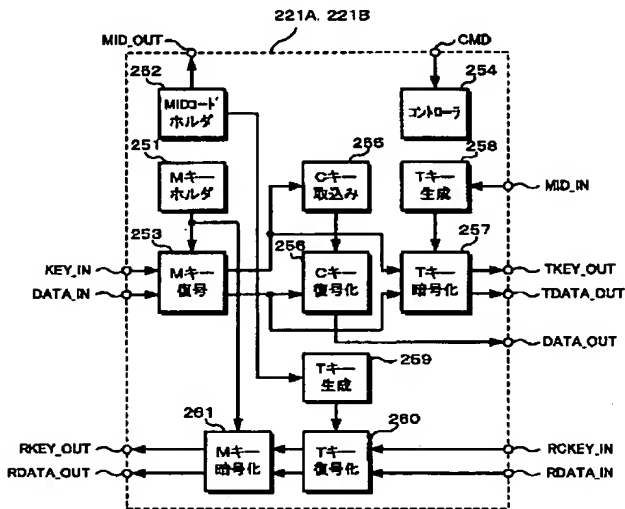 221A, 221B
MID_OUT
CMD
252
MIDコード
ホルダ
254
コントローラ
251
Mキー
ホルダ
255
Cキー
取込み
258
Tキー
生成
MID_IN
253
Mキー
復号
256
Cキー
復号化
257
Tキー
暗号化
KEY_IN
DATA_IN
TKEY_OUT
TDATA_OUT
DATA_OUT
259
Tキー
生成
261
Mキー
暗号化
260
Tキー
復号化
RKEY_OUT
RDATA_OUT
RCKEY_IN
RDATA_IN